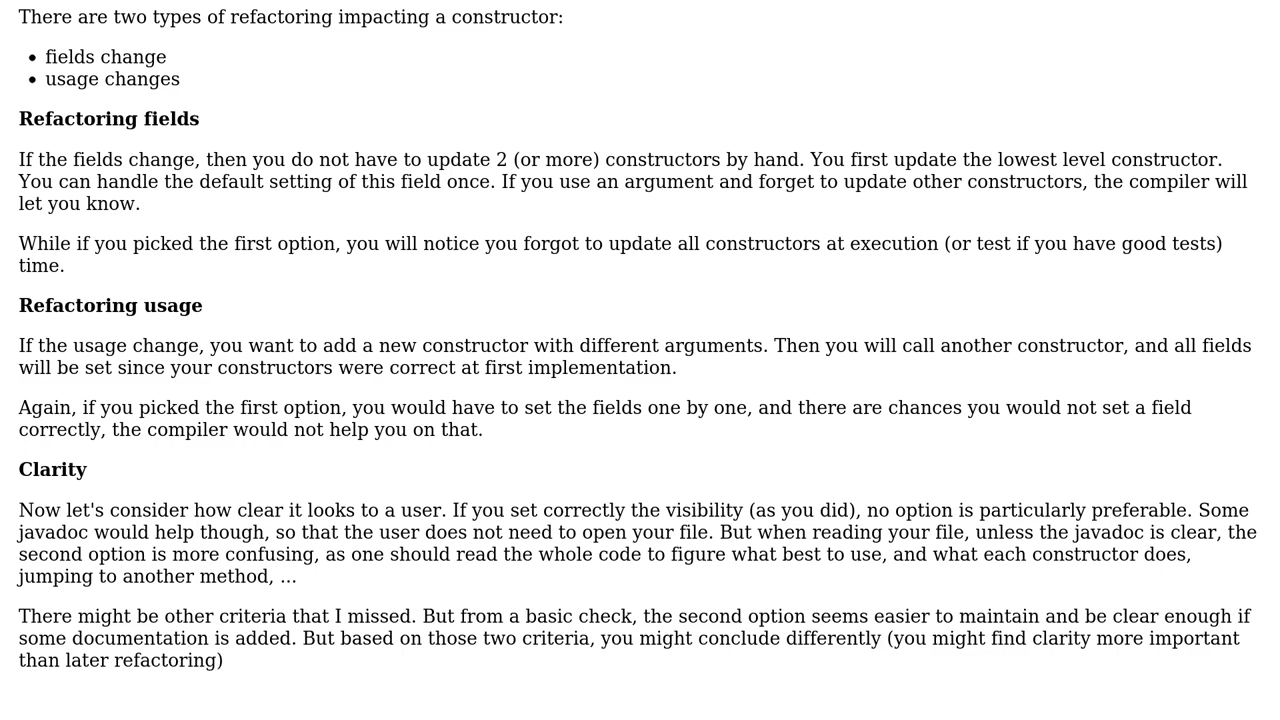 There are two types of refactoring impacting a constructor:
• fields change
• usage changes
Refactoring fields
If the fields change, then you do not have to update 2 (or more) constructors by hand. You first update the lowest level constructor.
You can handle the default setting of this field once. If you use an argument and forget to update other constructors, the compiler will
let you know.
While if you picked the first option, you will notice you forgot to update all constructors at execution (or test if you have good tests)
time.
Refactoring usage
If the usage change, you want to add a new constructor with different arguments. Then you will call another constructor, and all fields
will be set since your constructors were correct at first implementation.
Again, if you picked the first option, you would have to set the fields one by one, and there are chances you would not set a field
correctly, the compiler would not help you on that.
Clarity
Now let's consider how clear it looks to a user. If you set correctly the visibility (as you did), no option is particularly preferable. Some
javadoc would help though, so that the user does not need to open your file. But when reading your file, unless the javadoc is clear, the
second option is more confusing, as one should read the whole code to figure what best to use, and what each constructor does,
jumping to another method, ...
There might be other criteria that I missed. But from a basic check, the second option seems easier to maintain and be clear enough if
some documentation is added. But based on those two criteria, you might conclude differently (you might find clarity more important
than later refactoring)